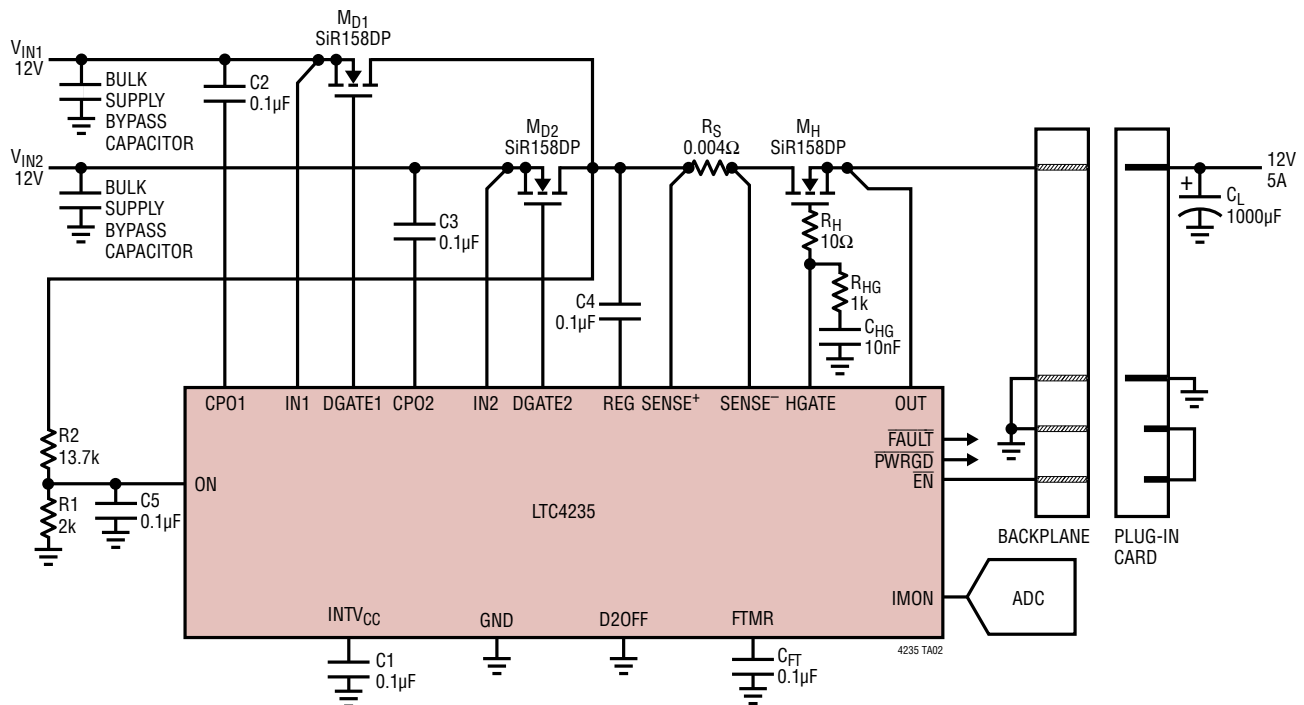 MD1
SiR158DP
VIN1
12V
BULK
SUPPLY
BYPASS
CAPACITOR
C2
0.1µF
VIN2
12V
BULK
SUPPLY
BYPASS
CAPACITOR
MD2
SiR158DP
C3
0.1µF
RS
0.004Ω
MH
SiR158DP
RH
10Ω
RHG
1k
CHG
10nF
C4
0.1µF
12V
5A
+
CL
1000µF
CPO1
IN1
DGATE1
CPO2
IN2
DGATE2
REG
SENSE+
SENSE−
HGATE
OUT
FAULT
PWRGD
EN
R2
13.7k
ON
R1
2k
C5
0.1µF
LTC4235
BACKPLANE
PLUG-IN
CARD
IMON
ADC
INTVCC
GND
D2OFF
FTMR
4235 TA02
C1
0.1µF
CFT
0.1µF